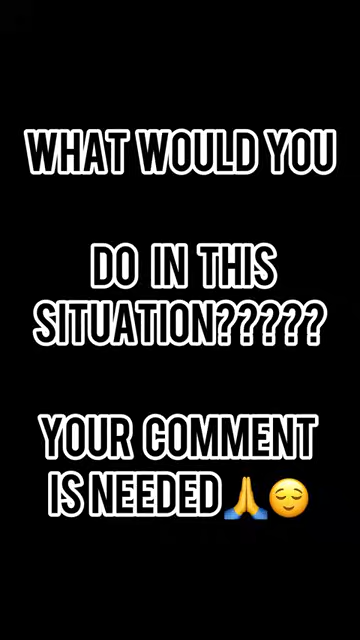 WHAT WOULD YOU
DO IN THIS
SITUATION?????
YOUR COMMENT
IS NEEDED🙏😌